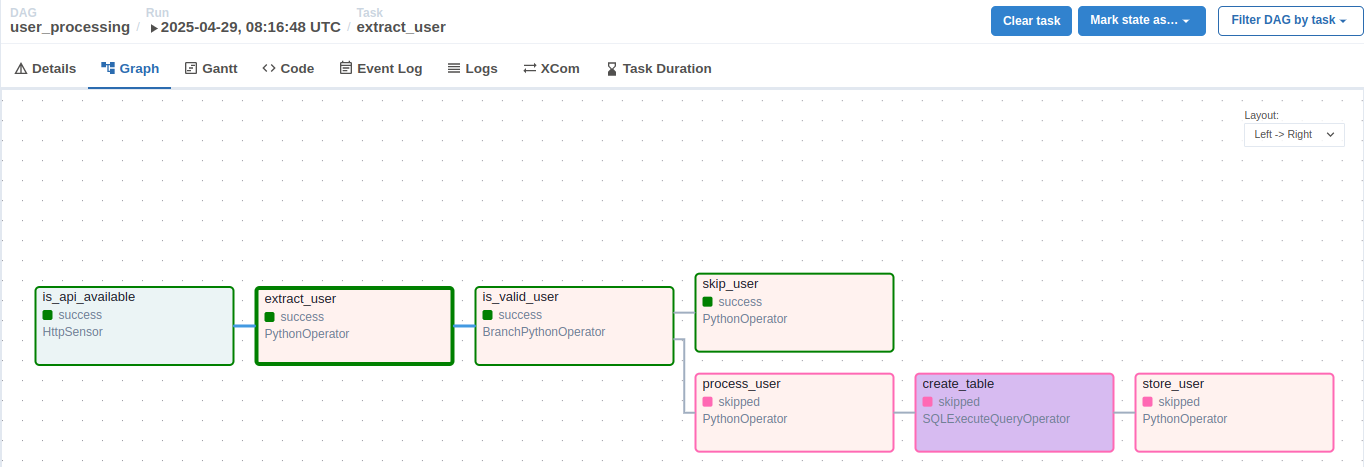 DAG
user_processing
/
Run
2025-04-29, 08:16:48 UTC
/
Task
extract_user
Clear task
Mark state as…
Filter DAG by task
Details
Graph
Gantt
Code
Event Log
Logs
XCom
Task Duration
Layout:
Left -> Right
is_api_available
success
HttpSensor
extract_user
success
PythonOperator
is_valid_user
success
BranchPythonOperator
skip_user
success
PythonOperator
process_user
skipped
PythonOperator
create_table
skipped
SQLExecuteQueryOperator
store_user
skipped
PythonOperator